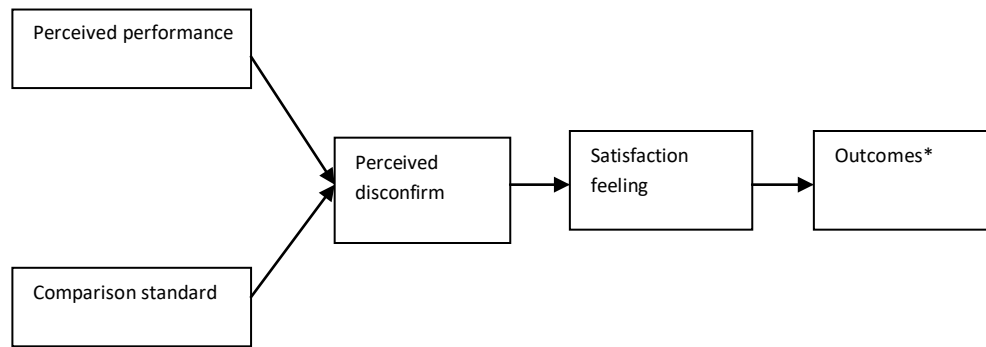 Perceived performance
Perceived
disconfirm
Satisfaction
feeling
Outcomes*
Comparison standard